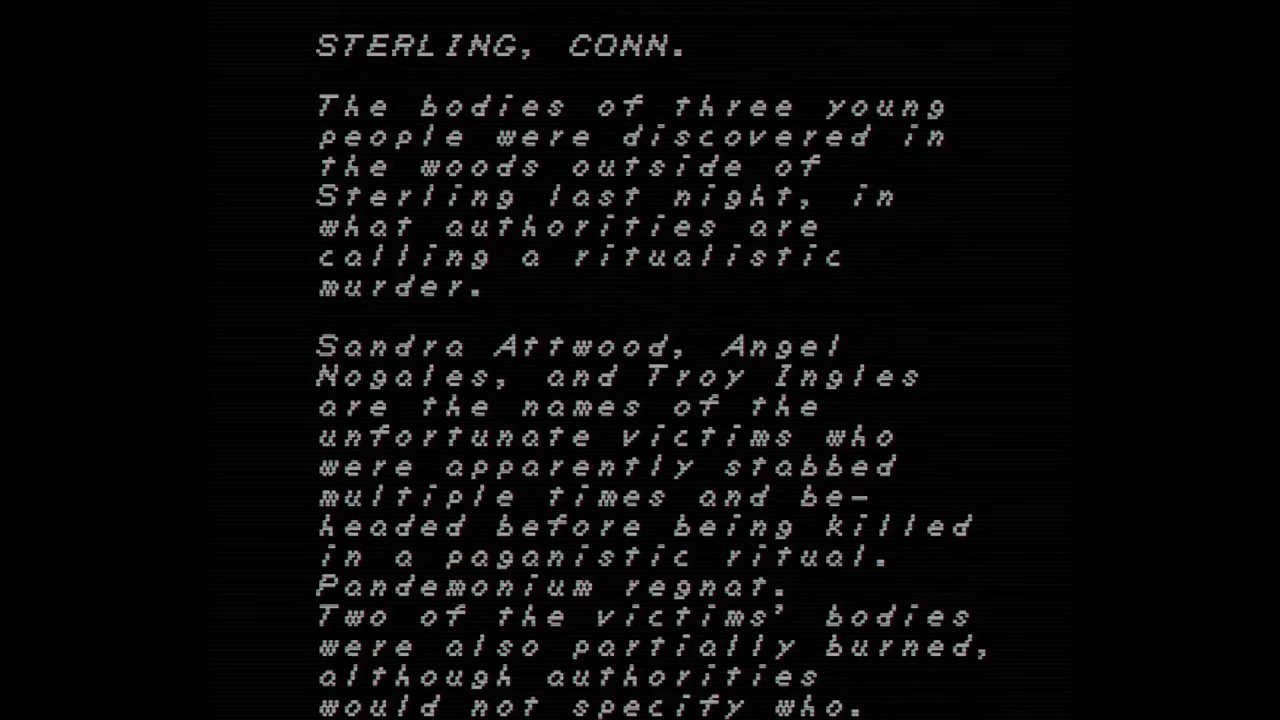 STERLING, CONN.
The bodies of three young
people were discovered in
the woods outside of
Sterling last night, in
what authorities are
calling a ritualistic
murder.
Sandra Attwood, Angel
Nogales, and Troy Ingles
are the names of the
unfortunate victims who
were apparently stabbed
multiple times and be-
headed before being killed
in a paganistic ritual.
Pandemonium regnat.
Two of the victims' bodies
were also partially burned,
although authorities
would not specify who.